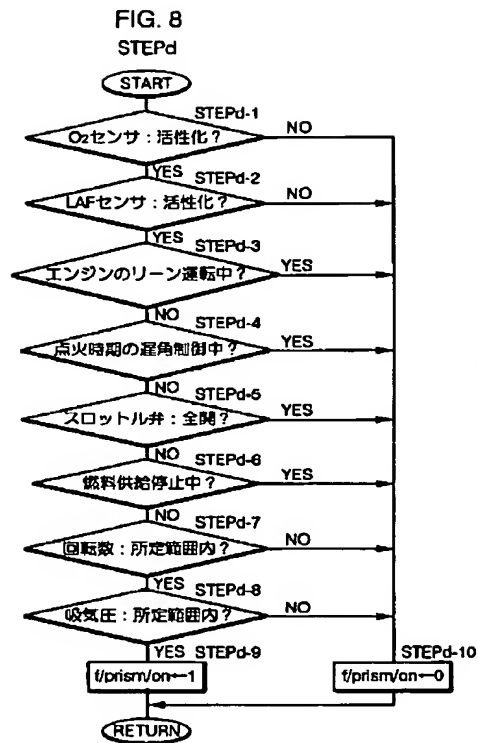 FIG. 8
STEPd
START
STEPd-1
O₂センサ：活性化？
NO
YES
STEPd-2
LAFセンサ：活性化？
NO
YES
STEPd-3
エンジンのリーン運転中？
YES
NO
STEPd-4
点火時期の遅角制御中？
YES
NO
STEPd-5
スロットル弁：全開？
YES
NO
STEPd-6
燃料供給停止中？
YES
NO
STEPd-7
回転数：所定範囲内？
NO
YES
STEPd-8
吸気圧：所定範囲内？
NO
YES
STEPd-9
STEPd-10
f/prism/on←1
f/prism/on←0
RETURN